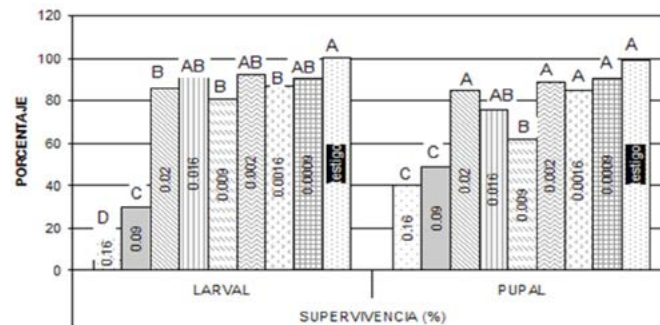 PORCENTAJE
120
100
80
60
40
20
0
D
C
B
AB
B
AB
B
AB
A
C
C
A
AB
B
A
A
A
A
0.16
0.09
0.02
0.016
0.009
0.002
0.0016
0.0009
estigo
0.16
0.09
0.02
0.016
0.009
0.002
0.0016
0.0009
estigo
LARVAL
PUPAL
SUPERVIVENCIA (%)